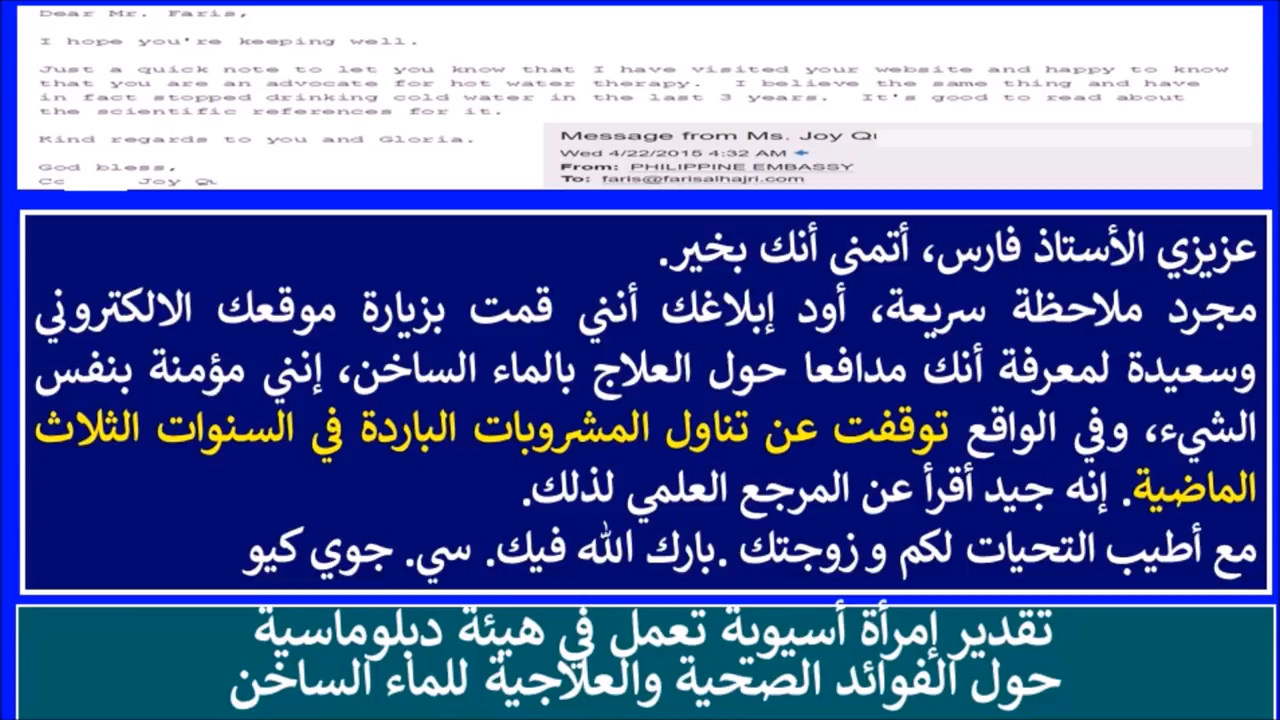 Dear Mr. Faris,
I hope you're keeping well.
Just a quick note to let you know that I have visited your website and happy to know
that you are an advocate for hot water therapy. I believe the same thing and have
in fact stopped drinking cold water in the last 3 years. It's good to read about
the scientific references for it.
Kind regards to you and Gloria.
God bless,
Joy
Message from Ms. Joy
Wed 4/22/2015 4:32 AM
From: PHILIPPINE EMBASSY
To: faris@farisalhajri.com
عزيزي الأستاذ فارس، أتمنى أنك بخير.
مجرد ملاحظة سريعة، أود إبلاغك أنني قمت بزيارة موقعك الالكتروني
وسعيدة لمعرفة أنك مدافعا حول العلاج بالماء الساخن، إنني مؤمنة بنفس
الشيء، وفي الواقع توقفت عن تناول المشروبات الباردة في السنوات الثلاث
الماضية. إنه جيد أقرأ عن المرجع العلمي لذلك.
مع أطيب التحيات لكم و زوجتك .بارك الله فيك. سي. جوي كيو
تقدير إمرأة أسيوية تعمل في هيئة دبلوماسية
حول الفوائد الصحية والعلاجية للماء الساخن